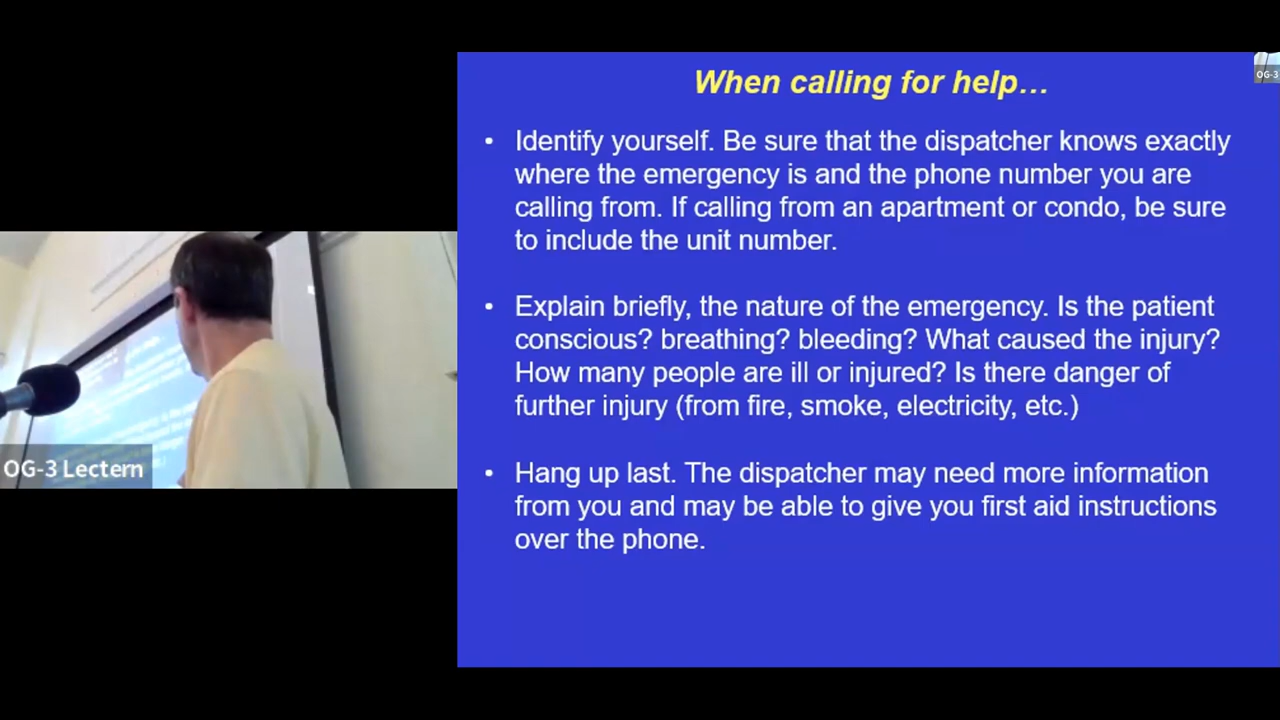 When calling for help…
• Identify yourself. Be sure that the dispatcher knows exactly
where the emergency is and the phone number you are
calling from. If calling from an apartment or condo, be sure
to include the unit number.
• Explain briefly, the nature of the emergency. Is the patient
conscious? breathing? bleeding? What caused the injury?
How many people are ill or injured? Is there danger of
further injury (from fire, smoke, electricity, etc.)
• Hang up last. The dispatcher may need more information
from you and may be able to give you first aid instructions
over the phone.
OG-3 Lectern
OG-3